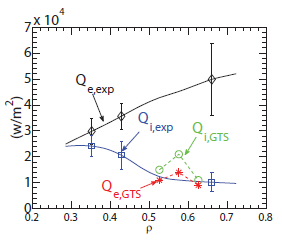 7 x 10^4
6
5
4
3
2
1
0
(w/m^2)
Q_e,exp
Q_i,exp
Q_i,GTS
Q_e,GTS
0.2 0.3 0.4 0.5 0.6 0.7 0.8
ρ